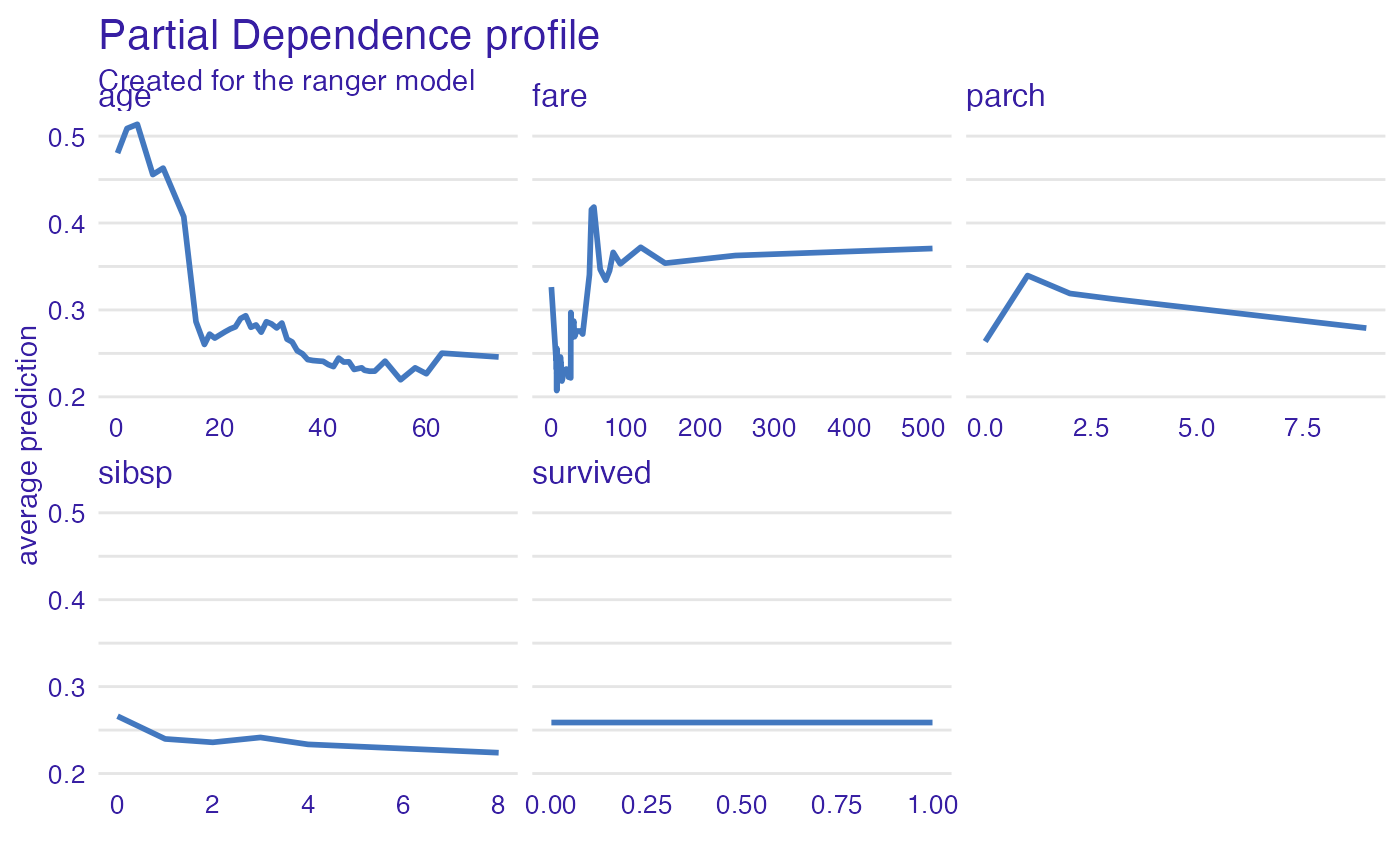 Partial Dependence profile
Created for the ranger model
age
fare
parch
0.5
0.4
0.3
0.2
0 20 40 60
0 100 200 300 400 500
0.0 2.5 5.0 7.5
average prediction
sibsp
survived
0.5
0.4
0.3
0.2
0 2 4 6 8
0.00 0.25 0.50 0.75 1.00